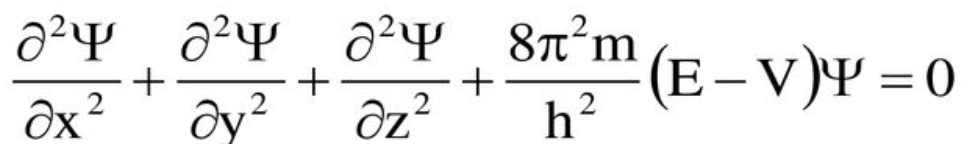 ∂²Ψ/∂x² + ∂²Ψ/∂y² + ∂²Ψ/∂z² + 8π²m/h² (E − V)Ψ = 0